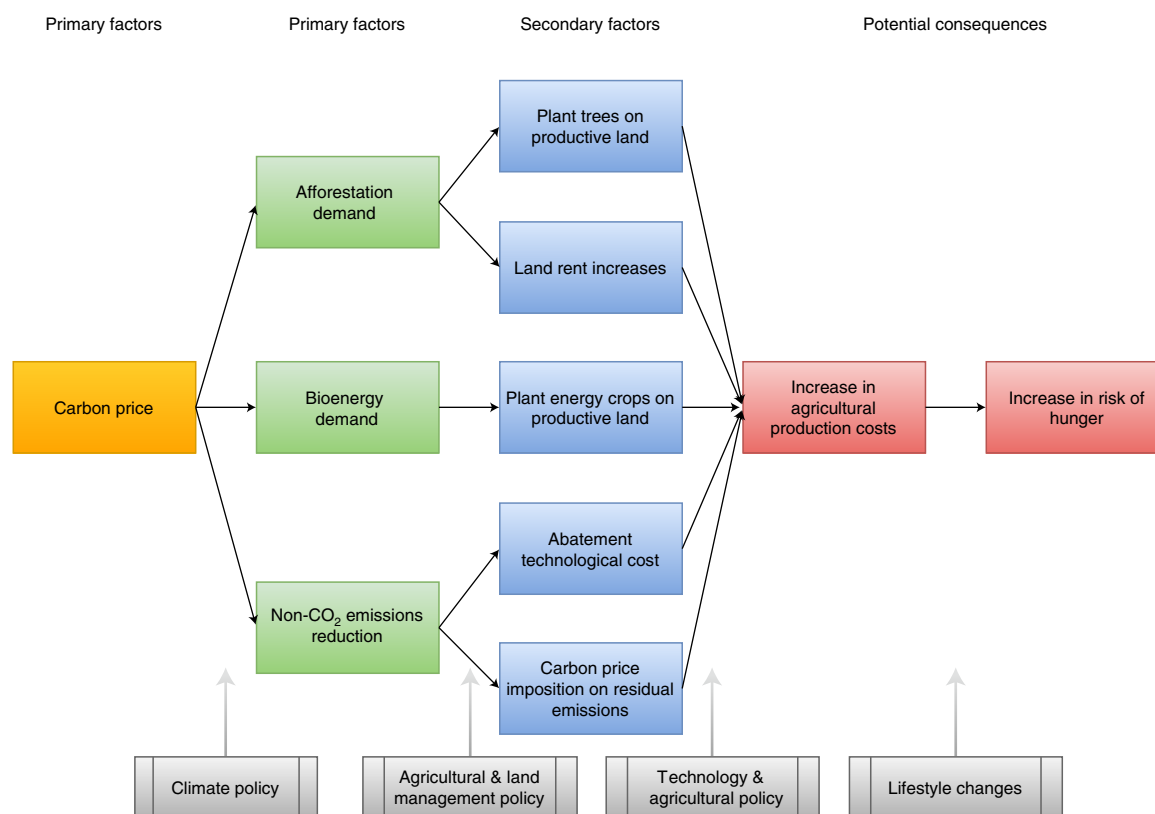 Primary factors
Primary factors
Secondary factors
Potential consequences
Plant trees on
productive land
Afforestation
demand
Land rent increases
Carbon price
Bioenergy
demand
Plant energy crops on
productive land
Increase in
agricultural
production costs
Increase in risk of
hunger
Abatement
technological cost
Non-CO₂ emissions
reduction
Carbon price
imposition on residual
emissions
Climate policy
Agricultural & land
management policy
Technology &
agricultural policy
Lifestyle changes